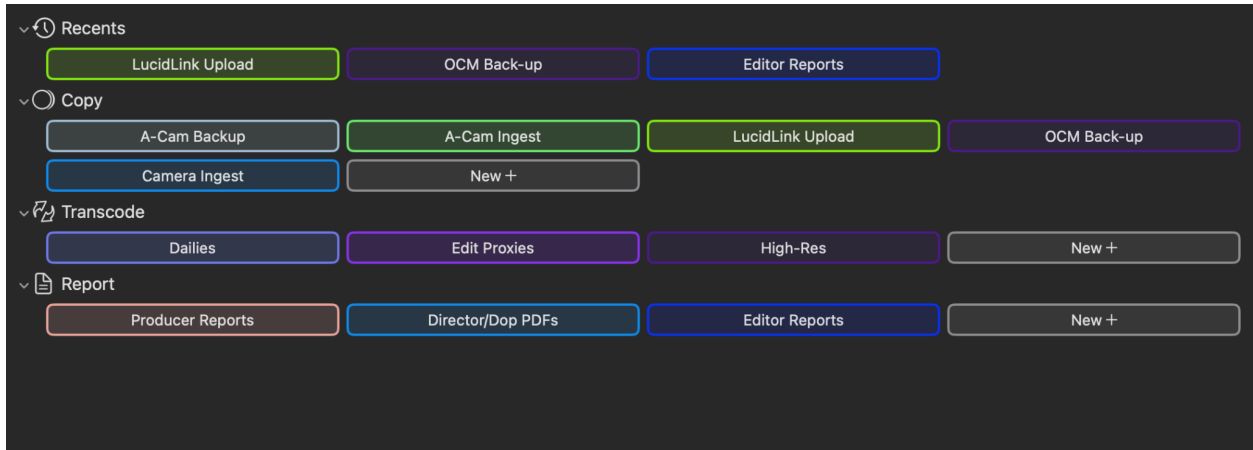 Recents
LucidLink Upload OCM Back-up Editor Reports
Copy
A-Cam Backup A-Cam Ingest LucidLink Upload OCM Back-up
Camera Ingest New +
Transcode
Dailies Edit Proxies High-Res New +
Report
Producer Reports Director/Dop PDFs Editor Reports New +